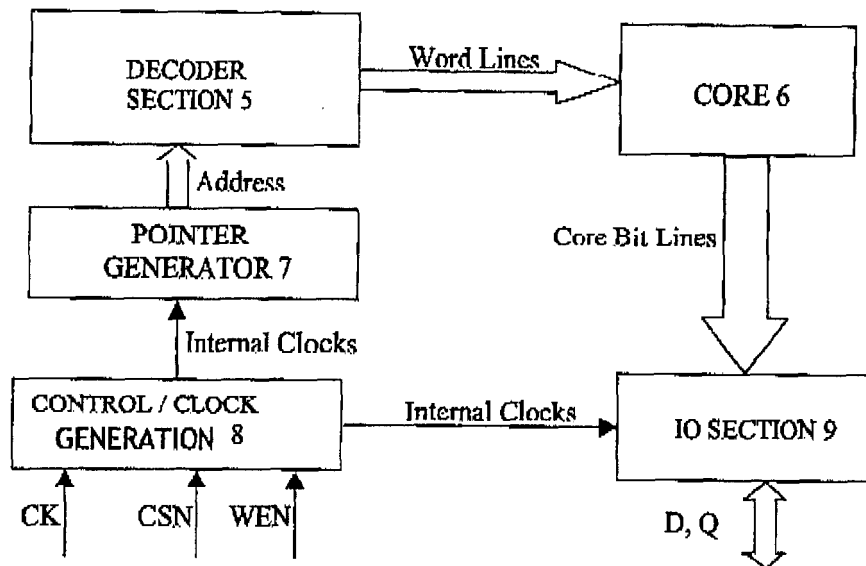 DECODER
SECTION 5
Word Lines
CORE 6
Address
POINTER
GENERATOR 7
Core Bit Lines
Internal Clocks
CONTROL / CLOCK
GENERATION 8
Internal Clocks
IO SECTION 9
CK
CSN
WEN
D, Q